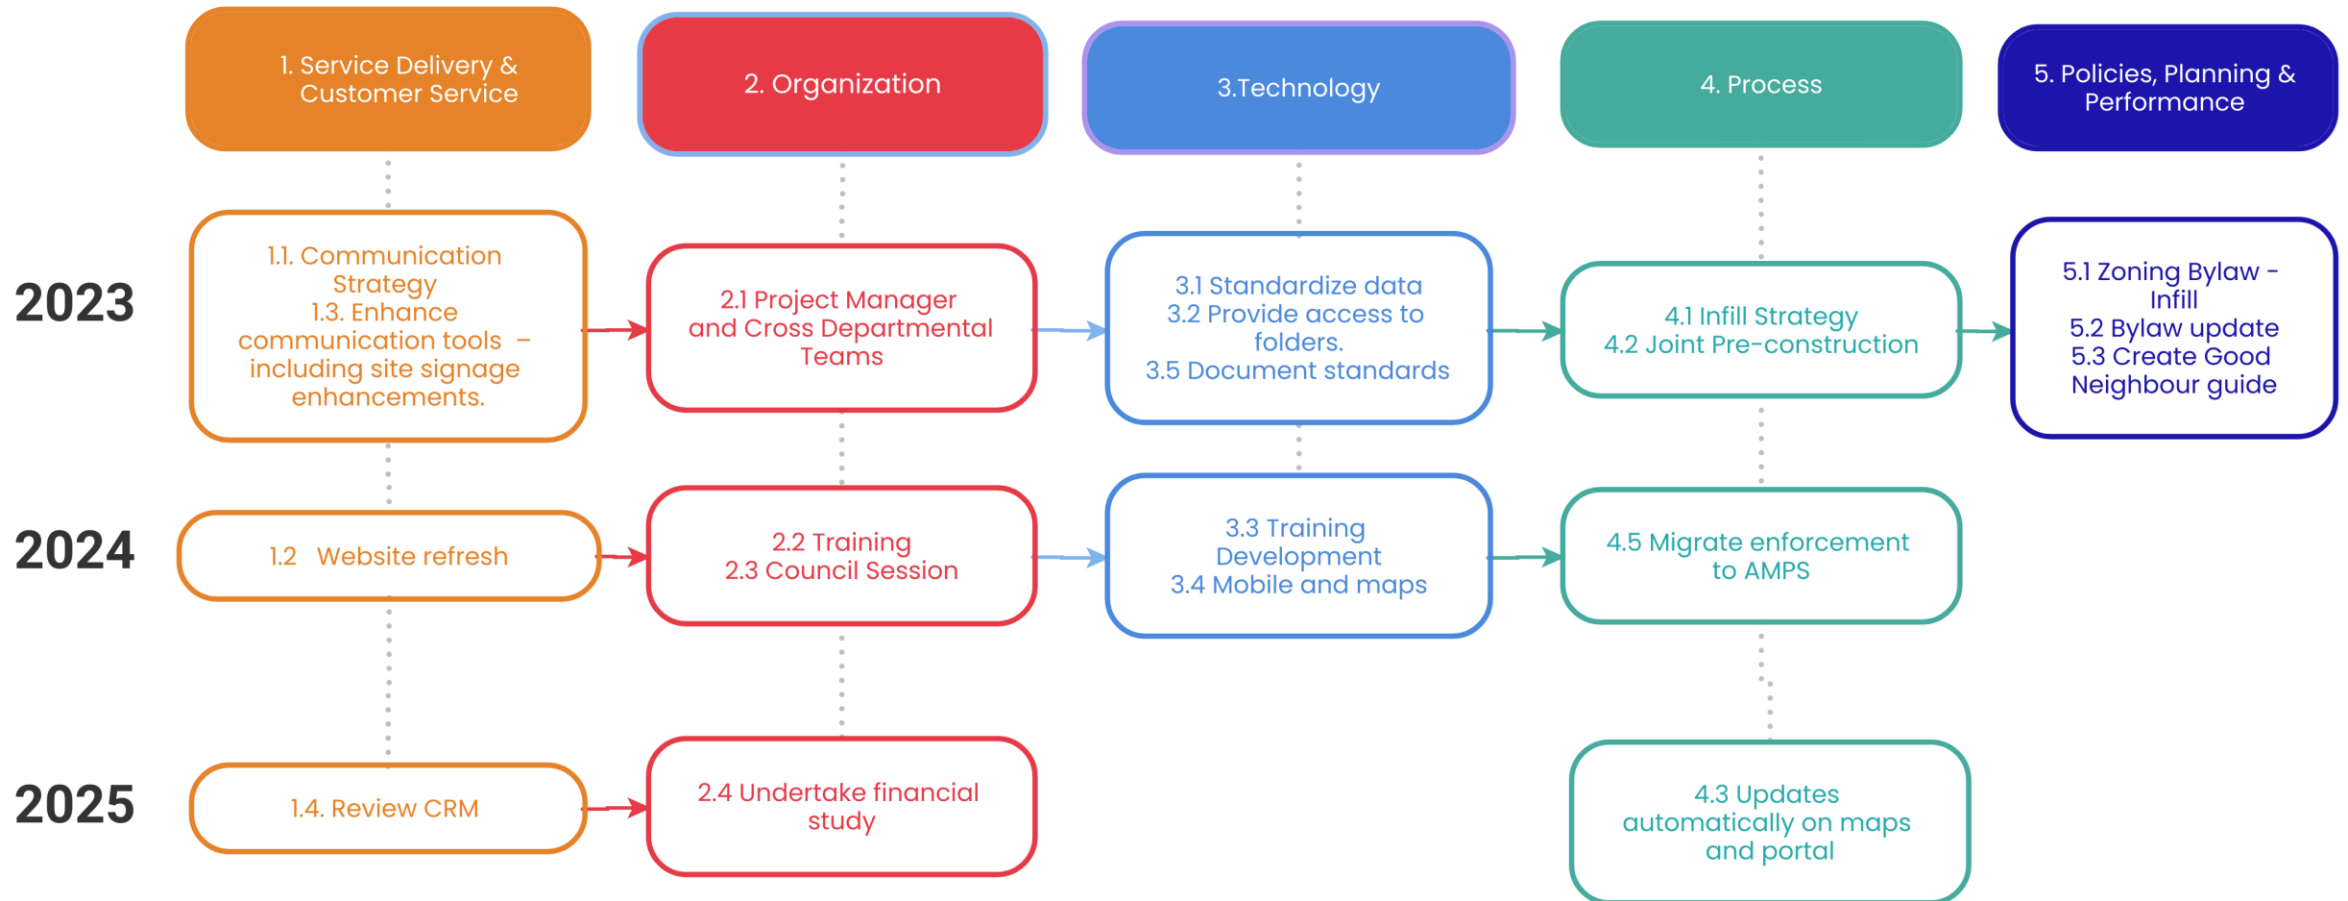 1. Service Delivery &
Customer Service
2. Organization
3.Technology
4. Process
5. Policies, Planning &
Performance
2023
1.1. Communication
Strategy
1.3. Enhance
communication tools –
including site signage
enhancements.
2.1 Project Manager
and Cross Departmental
Teams
3.1 Standardize data
3.2 Provide access to
folders.
3.5 Document standards
4.1 Infill Strategy
4.2 Joint Pre-construction
5.1 Zoning Bylaw -
Infill
5.2 Bylaw update
5.3 Create Good
Neighbour guide
2024
1.2 Website refresh
2.2 Training
2.3 Council Session
3.3 Training
Development
3.4 Mobile and maps
4.5 Migrate enforcement
to AMPS
2025
1.4. Review CRM
2.4 Undertake financial
study
4.3 Updates
automatically on maps
and portal